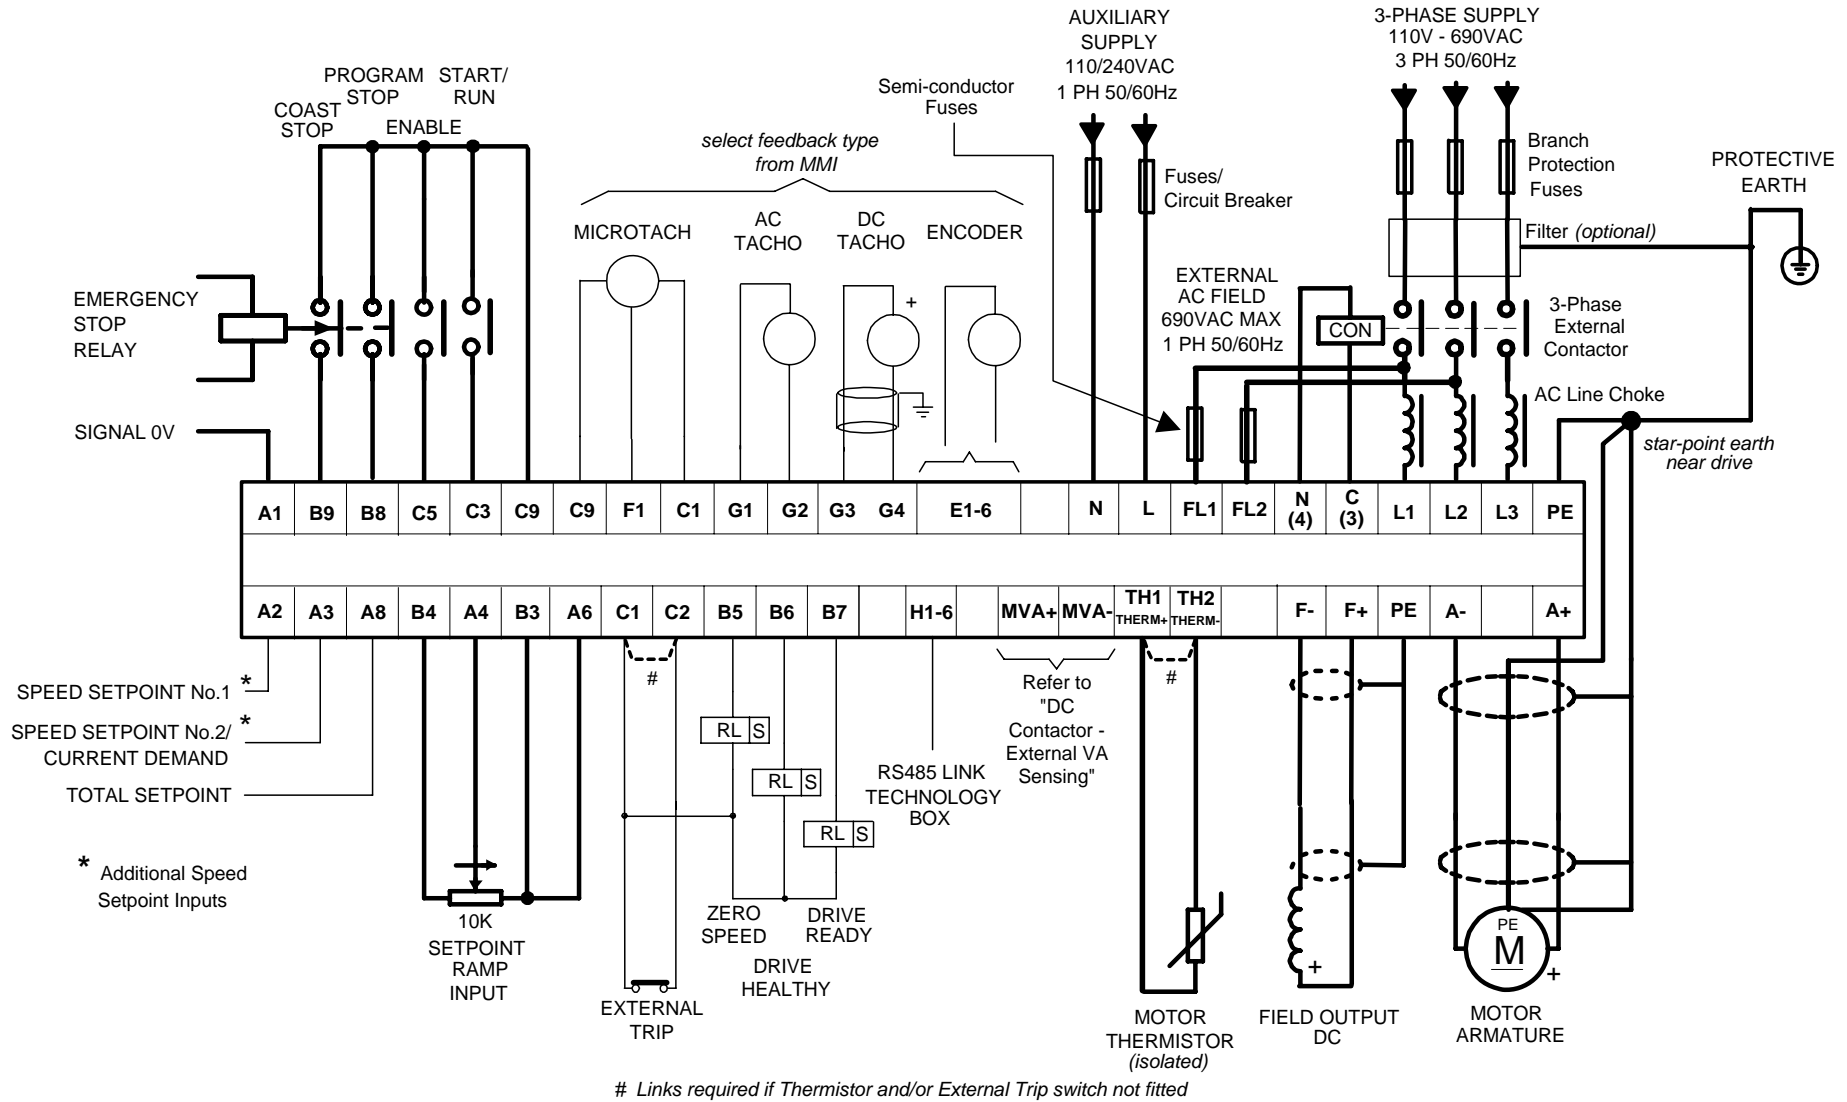 AUXILIARY
SUPPLY
110/240VAC
1 PH 50/60Hz
3-PHASE SUPPLY
110V - 690VAC
3 PH 50/60Hz
PROGRAM
STOP
START/
RUN
COAST
STOP
ENABLE
Semi-conductor
Fuses
select feedback type
from MMI
Fuses/
Circuit Breaker
Branch
Protection
Fuses
PROTECTIVE
EARTH
MICROTACH
AC
TACHO
DC
TACHO
ENCODER
Filter (optional)
EMERGENCY
STOP
RELAY
+
EXTERNAL
AC FIELD
690VAC MAX
1 PH 50/60Hz
CON
3-Phase
External
Contactor
AC Line Choke
SIGNAL 0V
star-point earth
near drive
A1 B9 B8 C5 C3 C9 C9 F1 C1 G1 G2 G3 G4 E1-6 N L FL1 FL2 N (4) C (3) L1 L2 L3 PE
A2 A3 A8 B4 A4 B3 A6 C1 C2 B5 B6 B7 H1-6 MVA+ MVA- TH1 THERM+ TH2 THERM- F- F+ PE A- A+
SPEED SETPOINT No.1 *
SPEED SETPOINT No.2/ *
CURRENT DEMAND
TOTAL SETPOINT
* Additional Speed
Setpoint Inputs
10K
SETPOINT
RAMP
INPUT
#
EXTERNAL
TRIP
RL S
RL S
RL S
ZERO
SPEED
DRIVE
HEALTHY
DRIVE
READY
RS485 LINK
TECHNOLOGY
BOX
Refer to
"DC
Contactor -
External VA
Sensing"
#
MOTOR
THERMISTOR
(isolated)
+
FIELD OUTPUT
DC
PE
M
+
MOTOR
ARMATURE
# Links required if Thermistor and/or External Trip switch not fitted